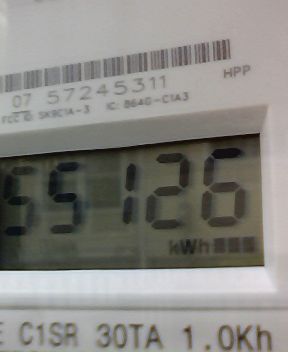 HPP
07 57245311
FCC ID: SK9C1A-3 IC: 864G-C1A3
55126
kWh
E C1SR 30TA 1.0Kh